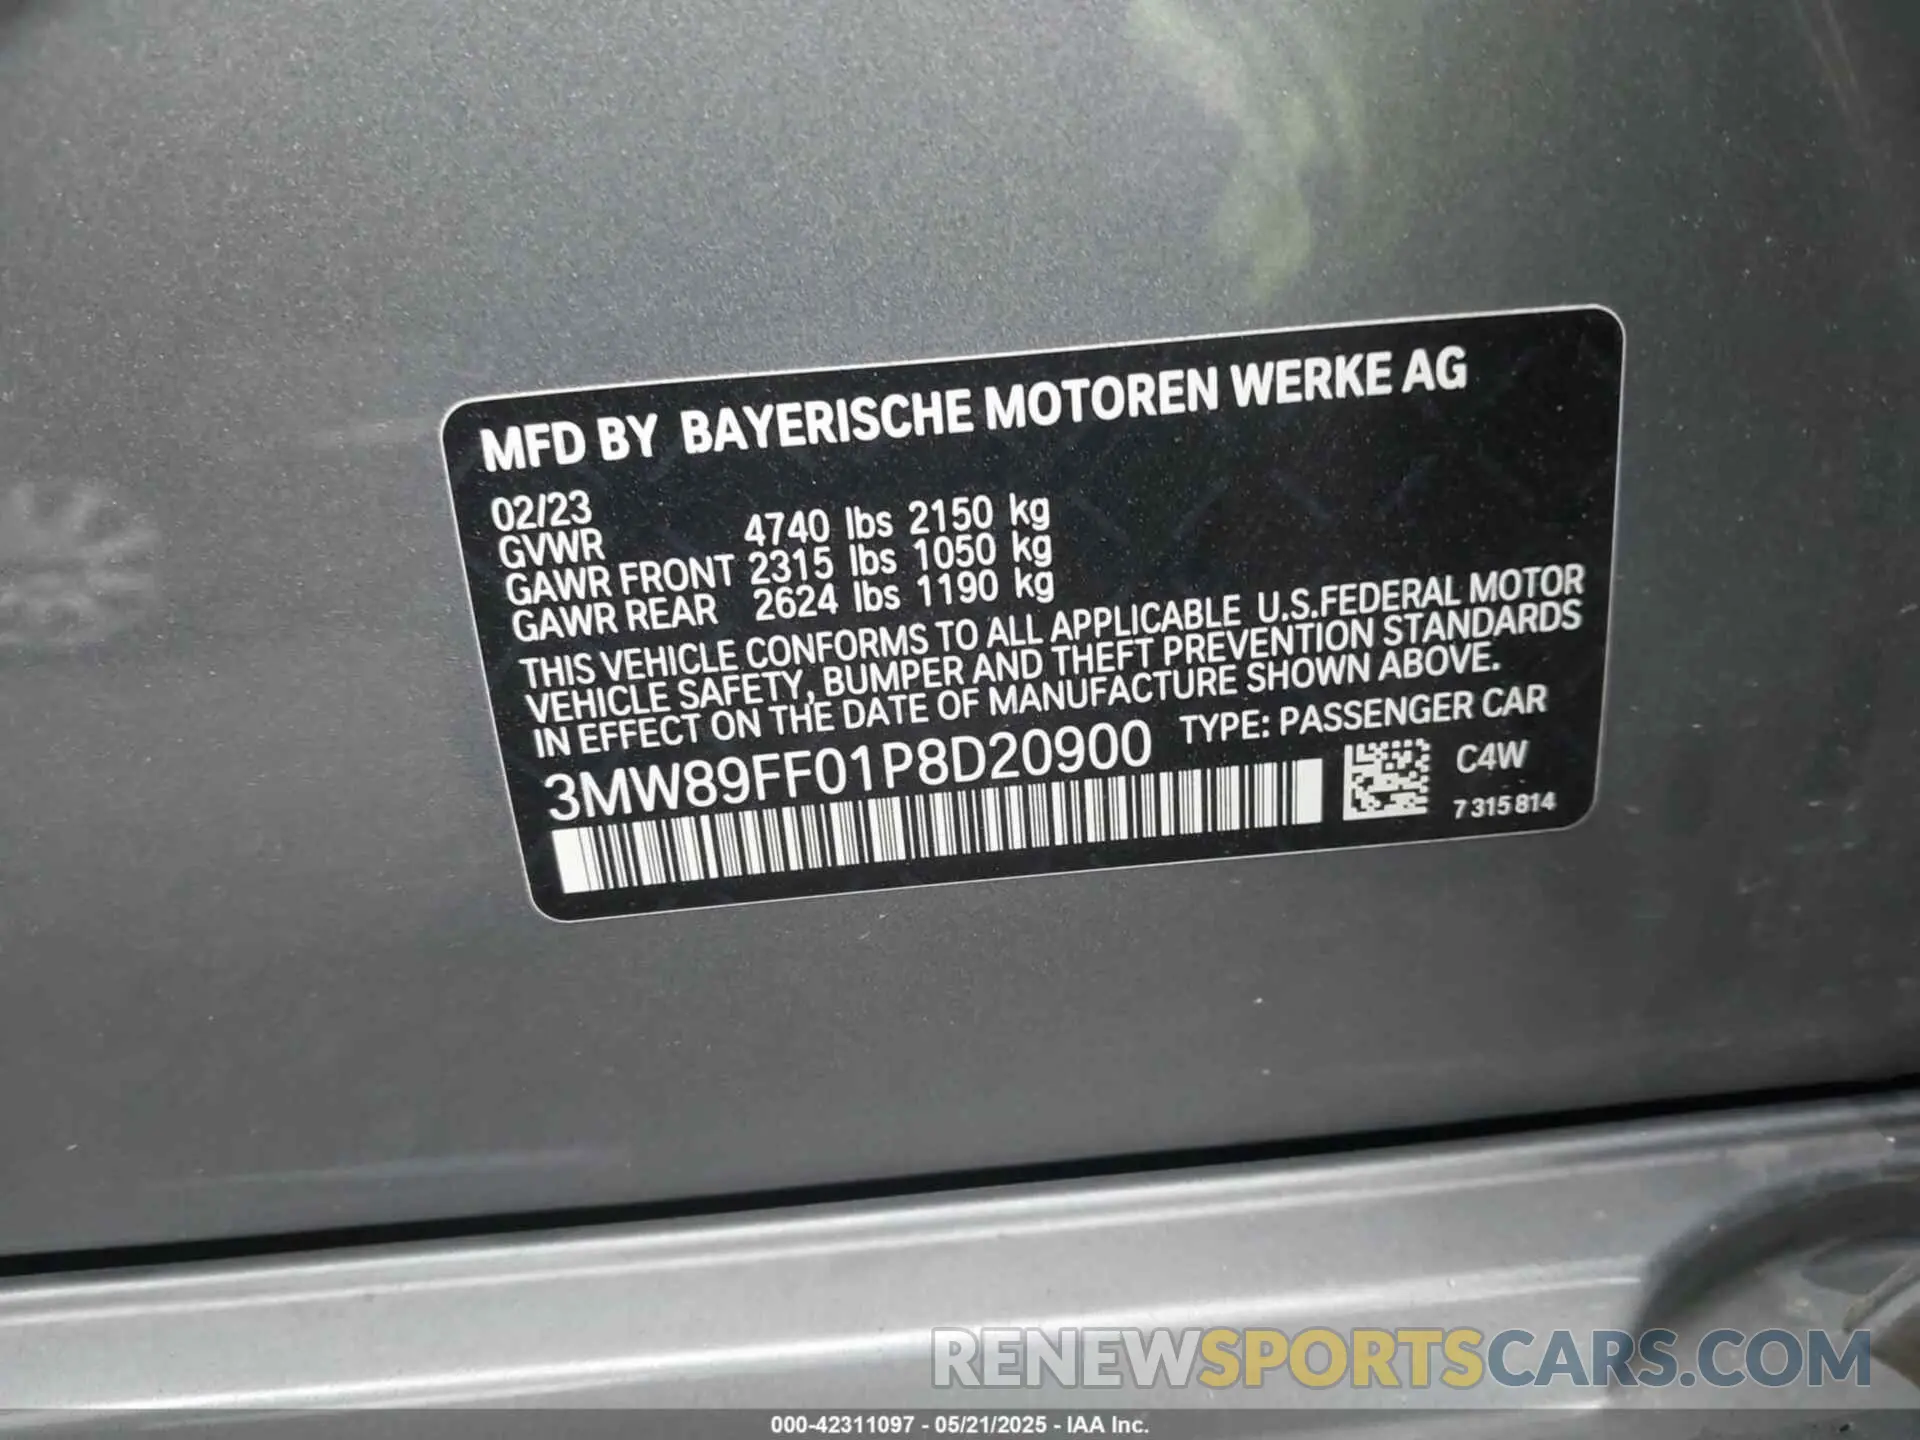 MFD BY BAYERISCHE MOTOREN WERKE AG
02/23
GVWR 4740 lbs 2150 kg
GAWR FRONT 2315 lbs 1050 kg
GAWR REAR 2624 lbs 1190 kg
THIS VEHICLE CONFORMS TO ALL APPLICABLE U.S.FEDERAL MOTOR
VEHICLE SAFETY, BUMPER AND THEFT PREVENTION STANDARDS
IN EFFECT ON THE DATE OF MANUFACTURE SHOWN ABOVE.
3MW89FF01P8D20900 TYPE: PASSENGER CAR
C4W
7 315 814
RENEWSPORTSCARS.COM
000-42311097 - 05/21/2025 - IAA Inc.